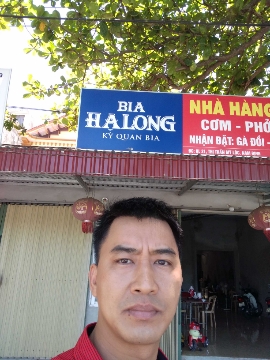 BIA
HALONG
KỲ QUAN BIA
NHÀ HÀNG
CƠM - PHỞ
NHẬN ĐẶT: GÀ ĐỒI -